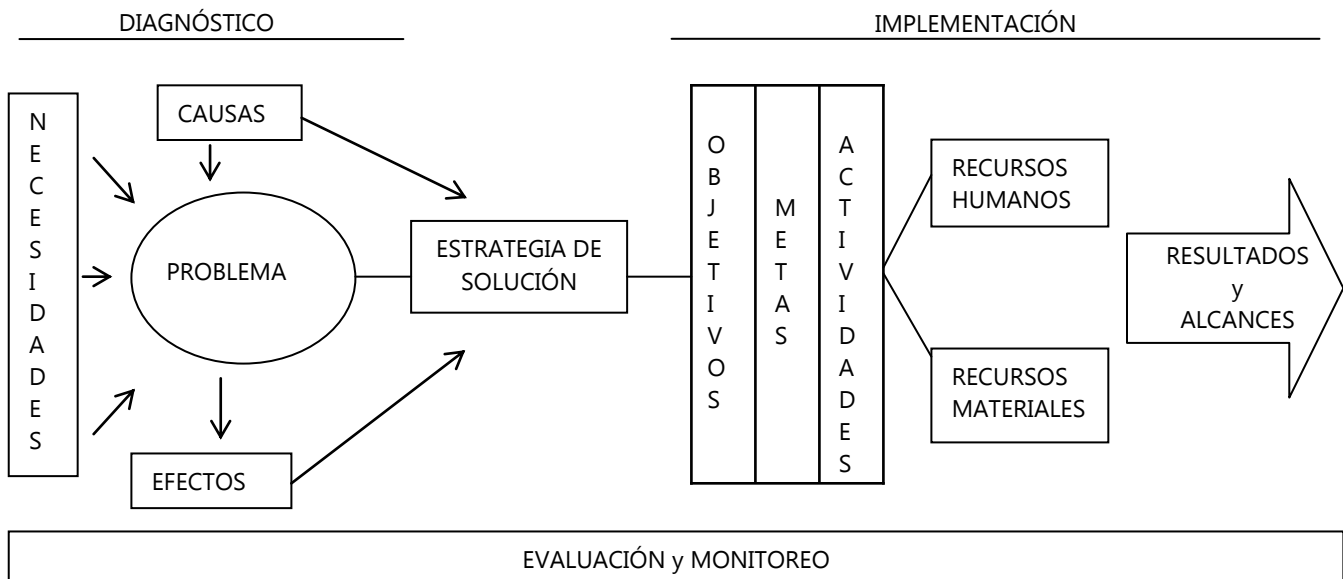 DIAGNÓSTICO
IMPLEMENTACIÓN
NECESIDADES
CAUSAS
PROBLEMA
EFECTOS
ESTRATEGIA DE
SOLUCIÓN
OBJETIVOS
METAS
ACTIVIDADES
RECURSOS
HUMANOS
RECURSOS
MATERIALES
RESULTADOS
y
ALCANCES
EVALUACIÓN y MONITOREO